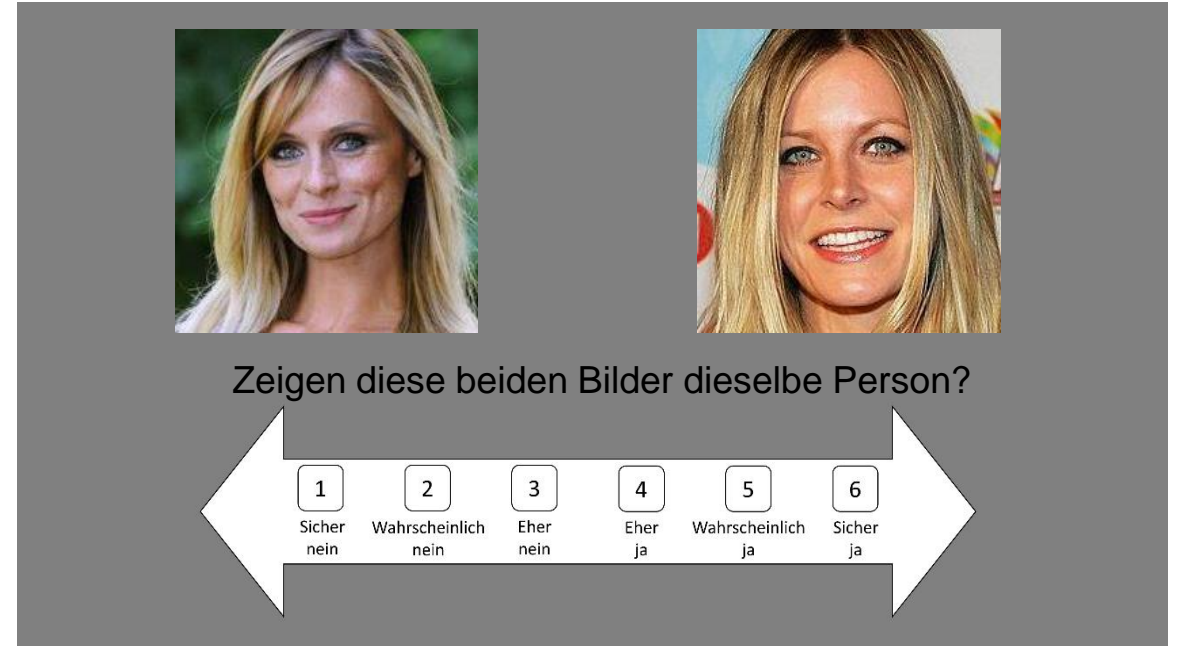 Zeigen diese beiden Bilder dieselbe Person?
1 2 3 4 5 6
Sicher Wahrscheinlich Eher Eher Wahrscheinlich Sicher
nein nein nein ja ja ja